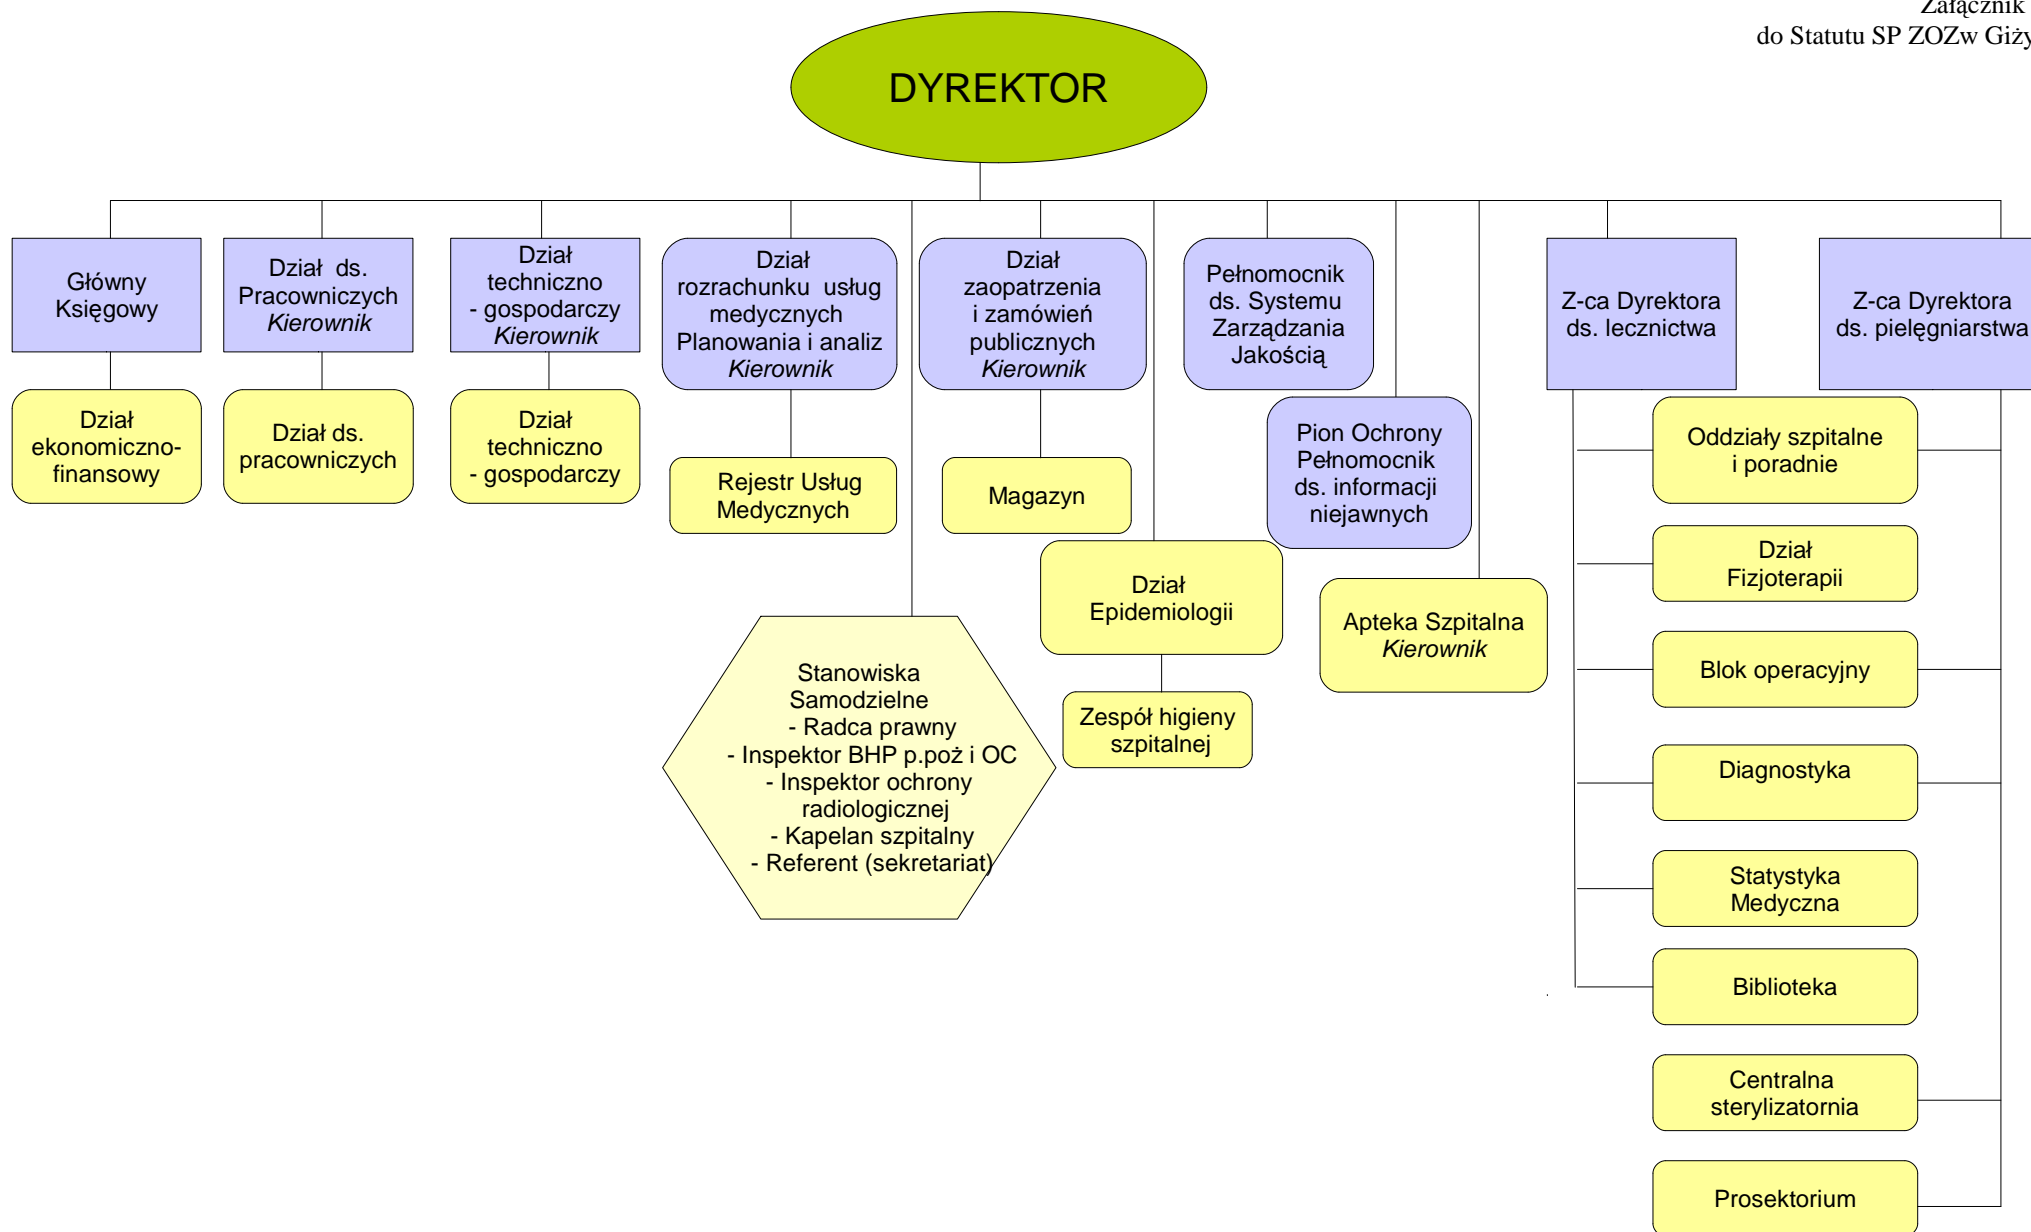 Załącznik
do Statutu SP ZOZw Giży
DYREKTOR
Główny
Księgowy
Dział ds.
Pracowniczych
Kierownik
Dział
techniczno
- gospodarczy
Kierownik
Dział
rozrachunku usług
medycznych
Planowania i analiz
Kierownik
Dział
zaopatrzenia
i zamówień
publicznych
Kierownik
Pełnomocnik
ds. Systemu
Zarządzania
Jakością
Z-ca Dyrektora
ds. lecznictwa
Z-ca Dyrektora
ds. pielęgniarstwa
Dział
ekonomiczno-
finansowy
Dział ds.
pracowniczych
Dział
techniczno
- gospodarczy
Rejestr Usług
Medycznych
Magazyn
Pion Ochrony
Pełnomocnik
ds. informacji
niejawnych
Oddziały szpitalne
i poradnie
Dział
Fizjoterapii
Dział
Epidemiologii
Apteka Szpitalna
Kierownik
Stanowiska
Samodzielne
- Radca prawny
- Inspektor BHP p.poż i OC
- Inspektor ochrony
radiologicznej
- Kapelan szpitalny
- Referent (sekretariat)
Zespół higieny
szpitalnej
Blok operacyjny
Diagnostyka
Statystyka
Medyczna
Biblioteka
Centralna
sterylizatornia
Prosektorium